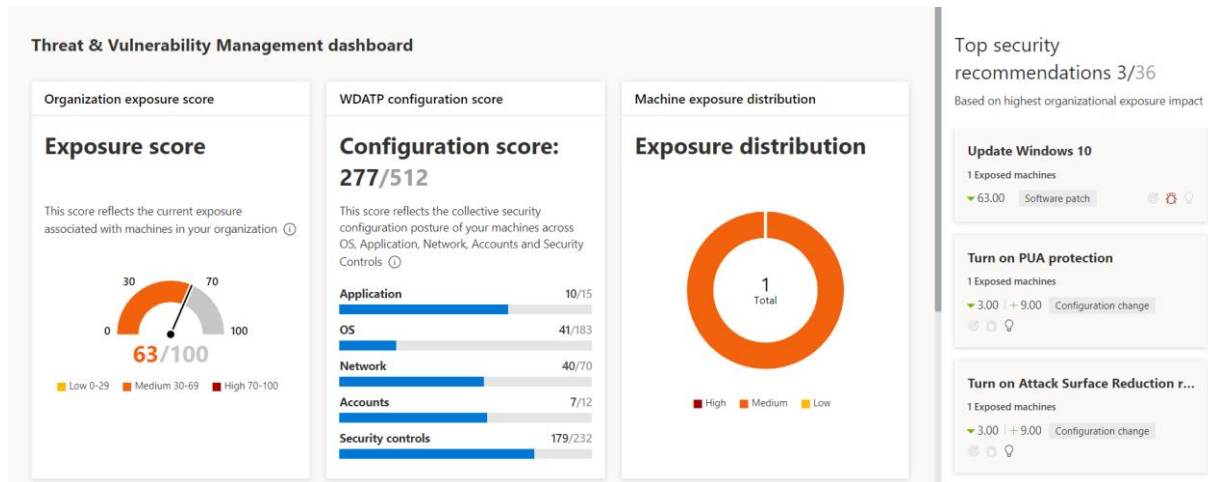 Threat & Vulnerability Management dashboard
Organization exposure score
Exposure score
This score reflects the current exposure
associated with machines in your organization
30
70
0
100
63/100
Low 0-29 Medium 30-69 High 70-100
WDATP configuration score
Configuration score:
277/512
This score reflects the collective security
configuration posture of your machines across
OS, Application, Network, Accounts and Security
Controls
Application 10/15
OS 41/183
Network 40/70
Accounts 7/12
Security controls 179/232
Machine exposure distribution
Exposure distribution
1
Total
High Medium Low
Top security
recommendations 3/36
Based on highest organizational exposure impact
Update Windows 10
1 Exposed machines
63.00 Software patch
Turn on PUA protection
1 Exposed machines
3.00 | + 9.00 Configuration change
Turn on Attack Surface Reduction r...
1 Exposed machines
3.00 | + 9.00 Configuration change